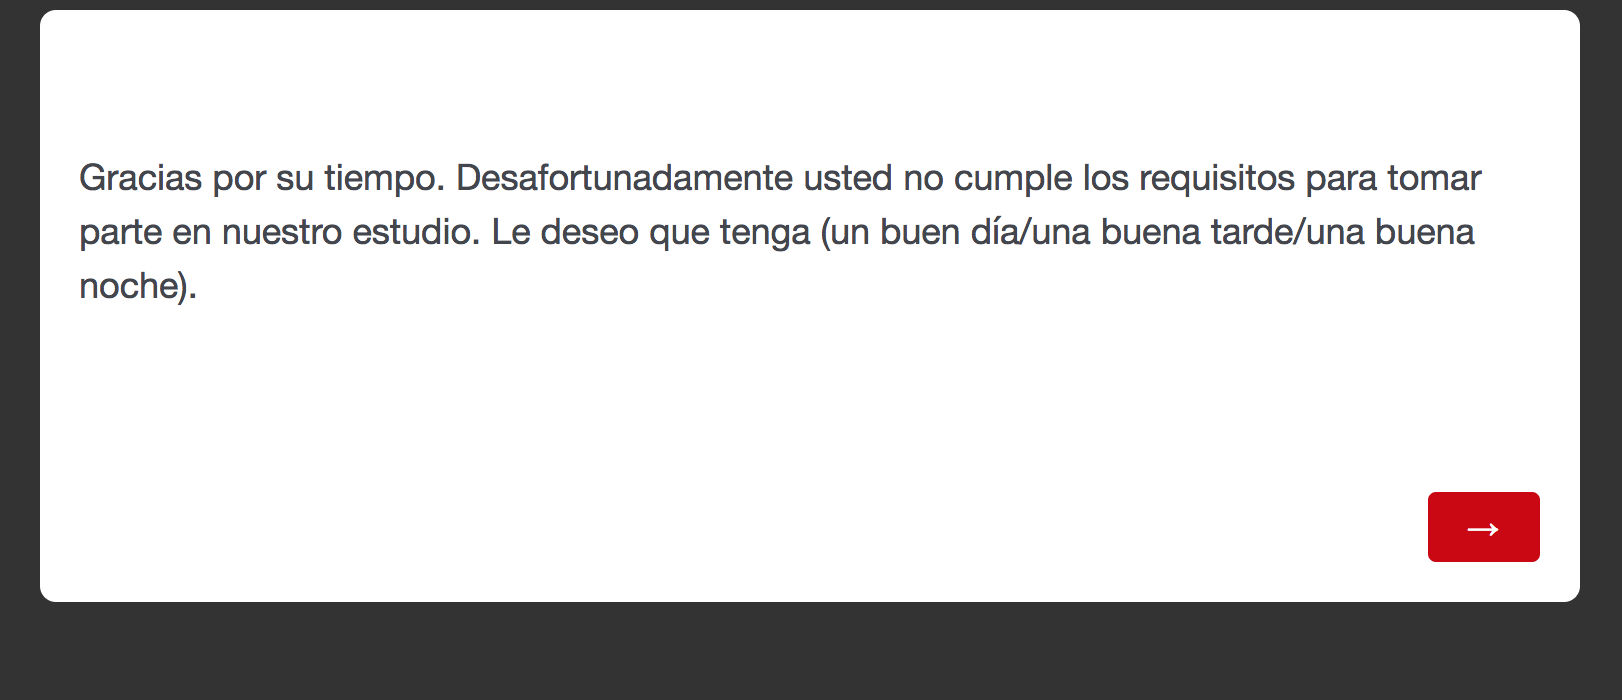 Gracias por su tiempo. Desafortunadamente usted no cumple los requisitos para tomar
parte en nuestro estudio. Le deseo que tenga (un buen día/una buena tarde/una buena
noche).
→